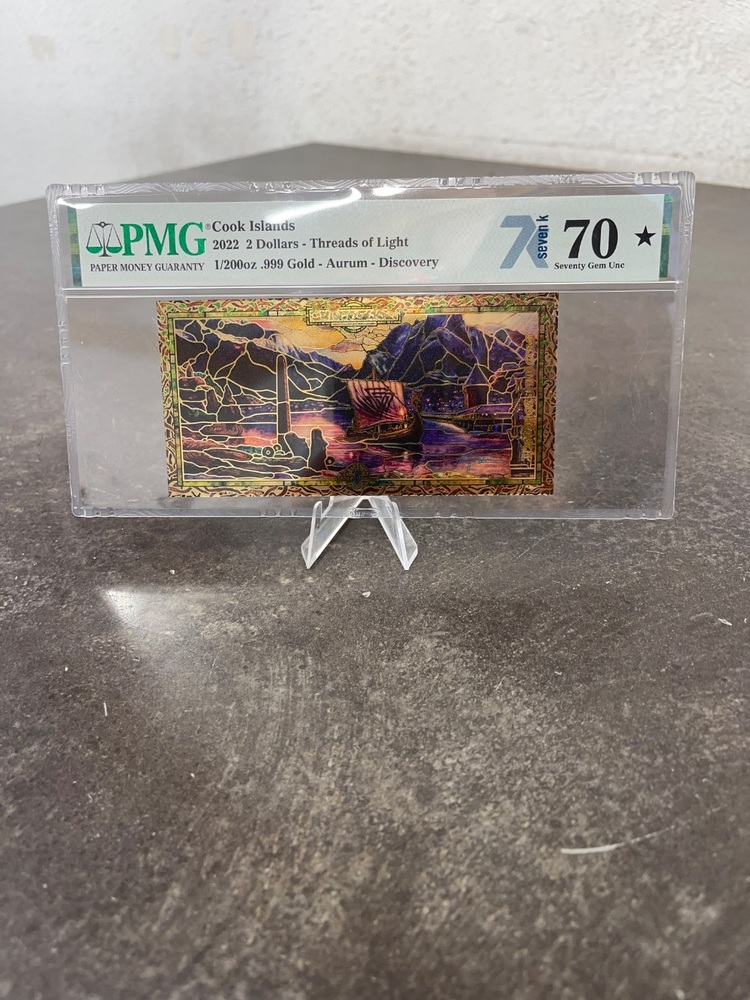 PMG®
PAPER MONEY GUARANTY
Cook Islands
2022 2 Dollars - Threads of Light
1/200oz .999 Gold - Aurum - Discovery
7K
seven k
70 ★
Seventy Gem Unc